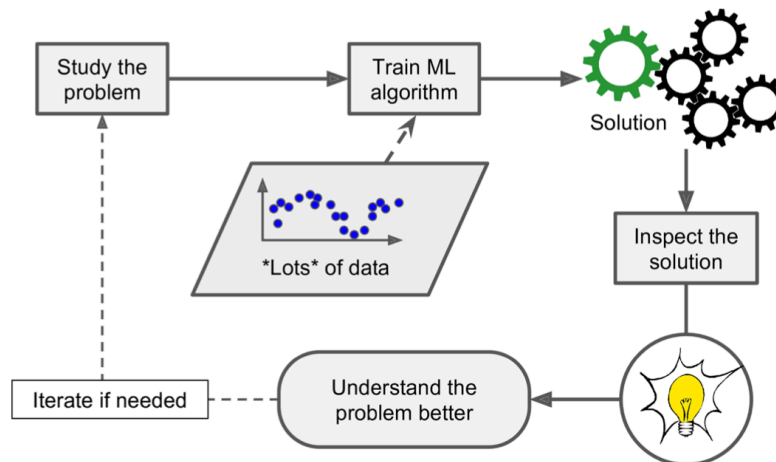 Study the
problem
Train ML
algorithm
Solution
*Lots* of data
Inspect the
solution
Understand the
problem better
Iterate if needed